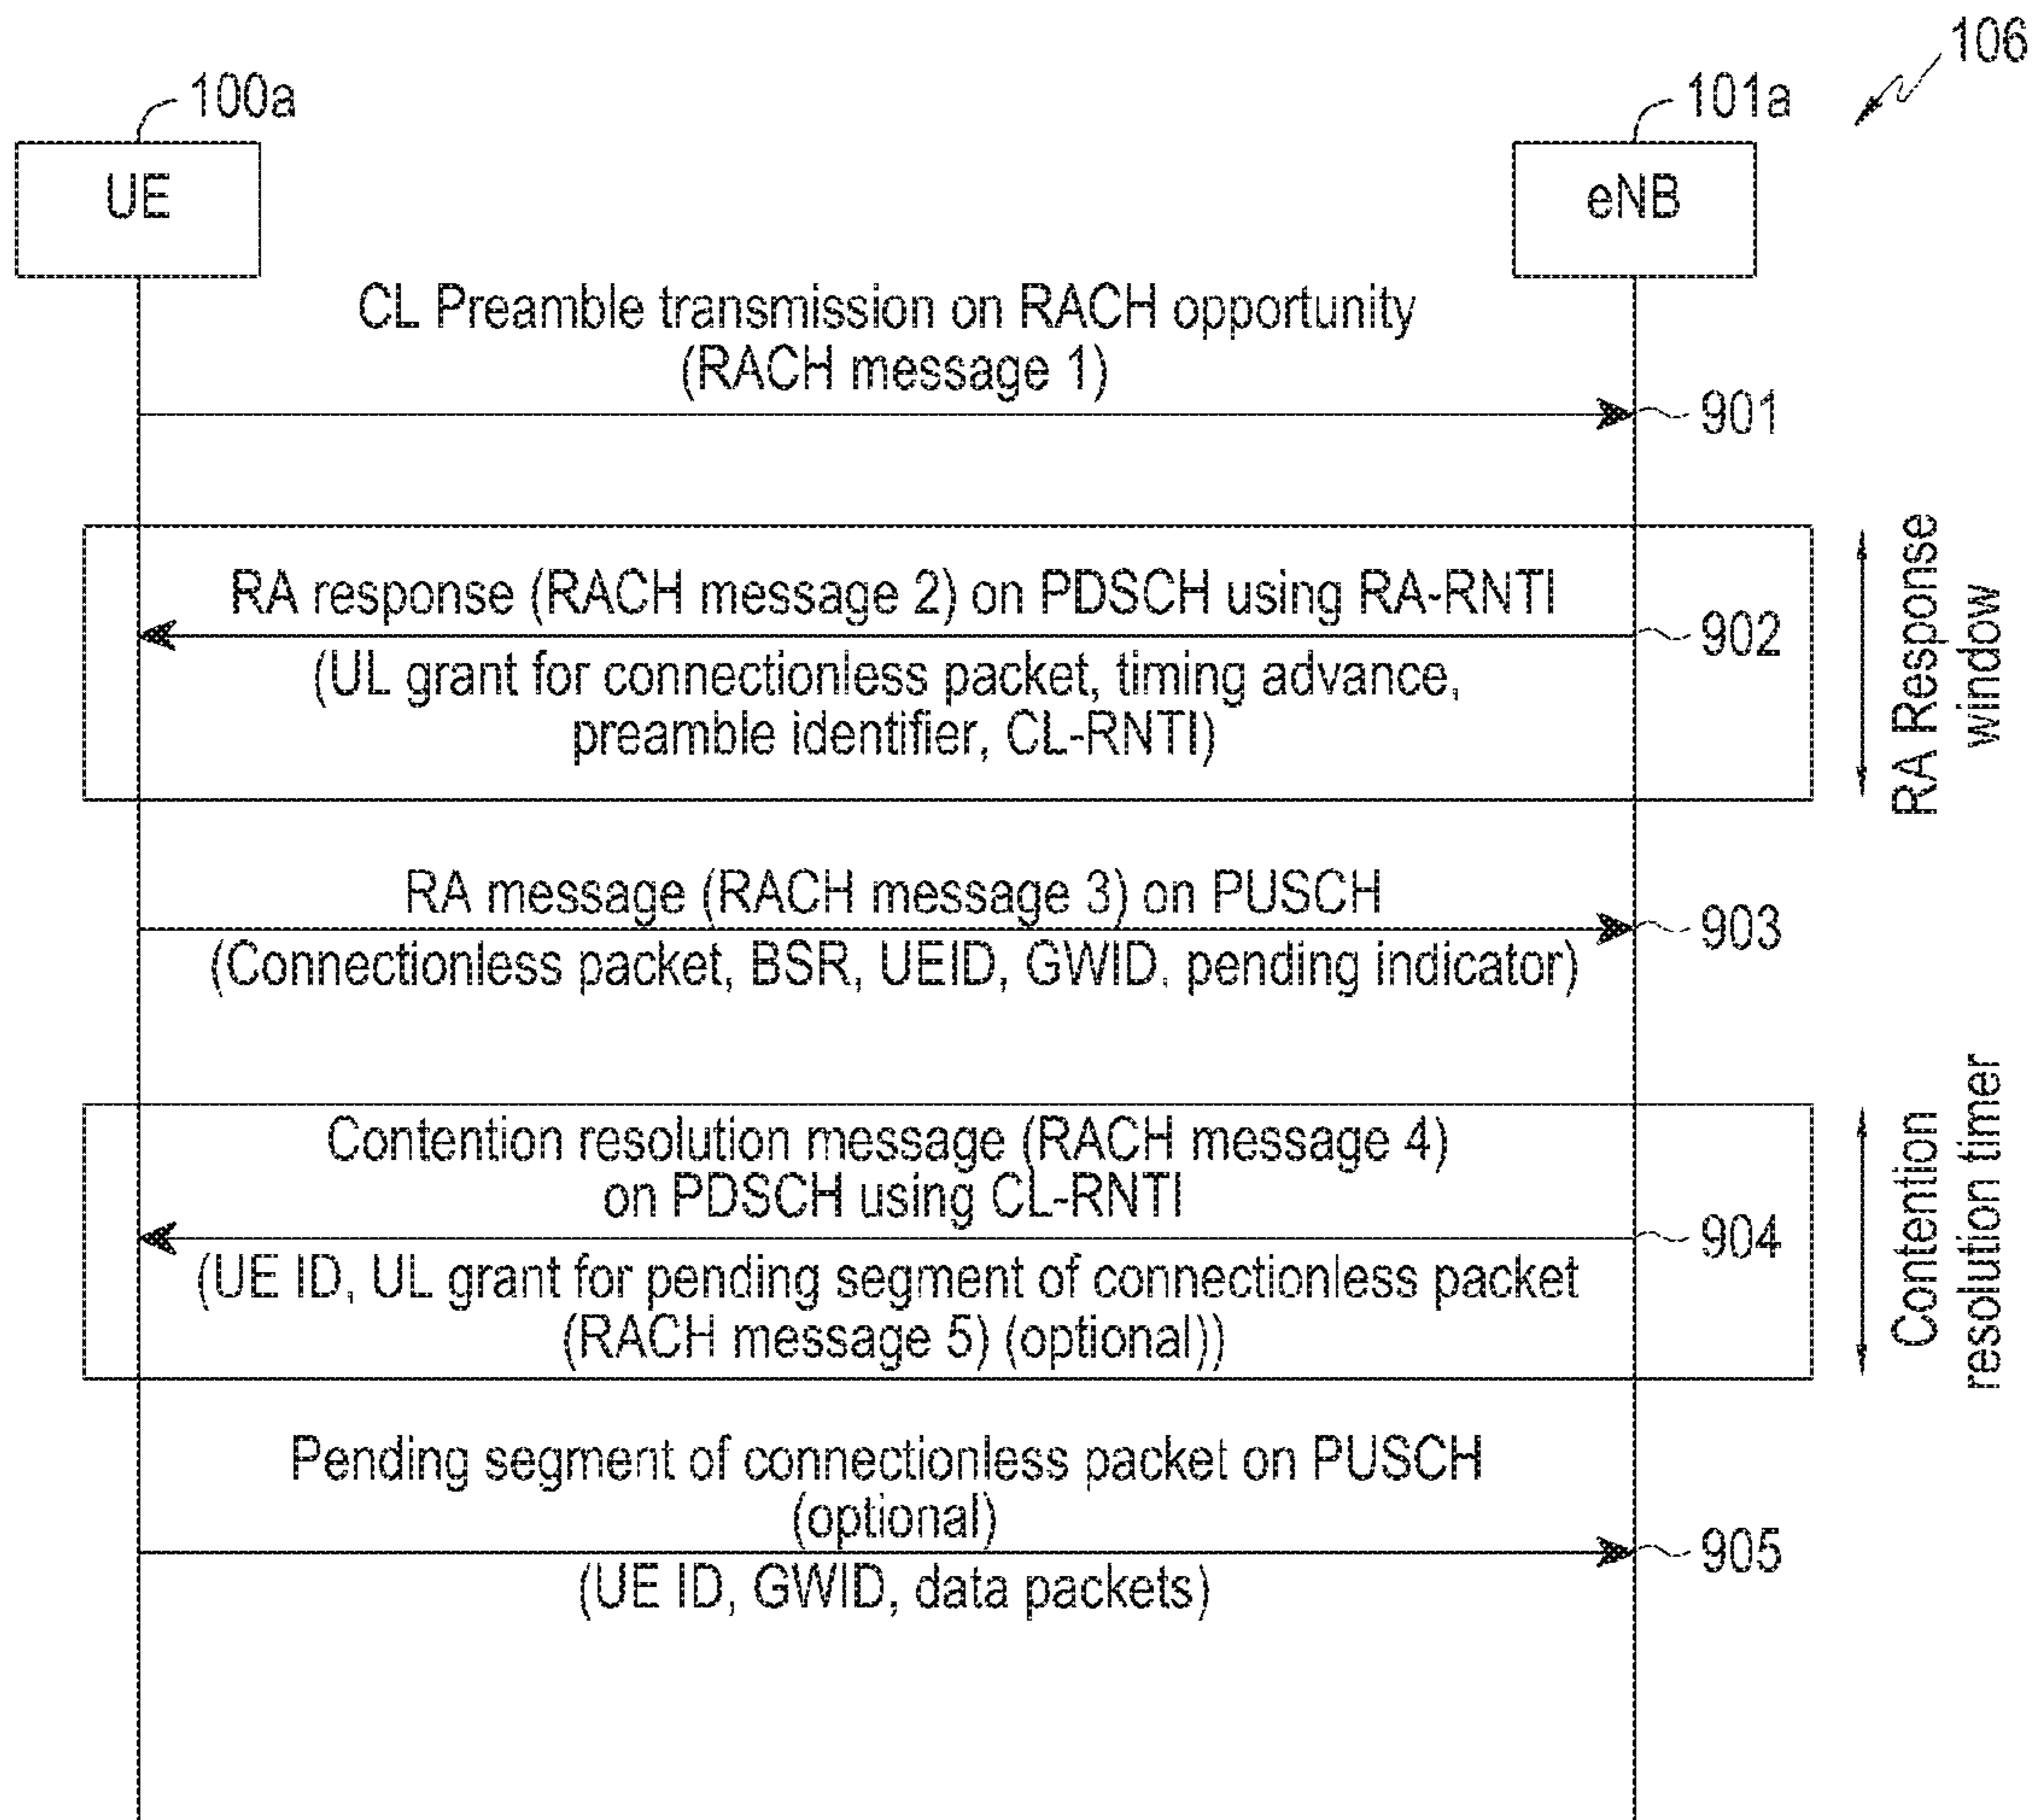 106
100a
101a
UE
eNB
CL Preamble transmission on RACH opportunity
(RACH message 1)
901
RA response (RACH message 2) on PDSCH using RA-RNTI
902
(UL grant for connectionless packet, timing advance,
preamble identifier, CL-RNTI)
RA Response
window
RA message (RACH message 3) on PUSCH
903
(Connectionless packet, BSR, UEID, GWID, pending indicator)
Contention resolution message (RACH message 4)
on PDSCH using CL-RNTI
904
(UE ID, UL grant for pending segment of connectionless packet
(RACH message 5) (optional))
Contention
resolution timer
Pending segment of connectionless packet on PUSCH
(optional)
905
(UE ID, GWID, data packets)